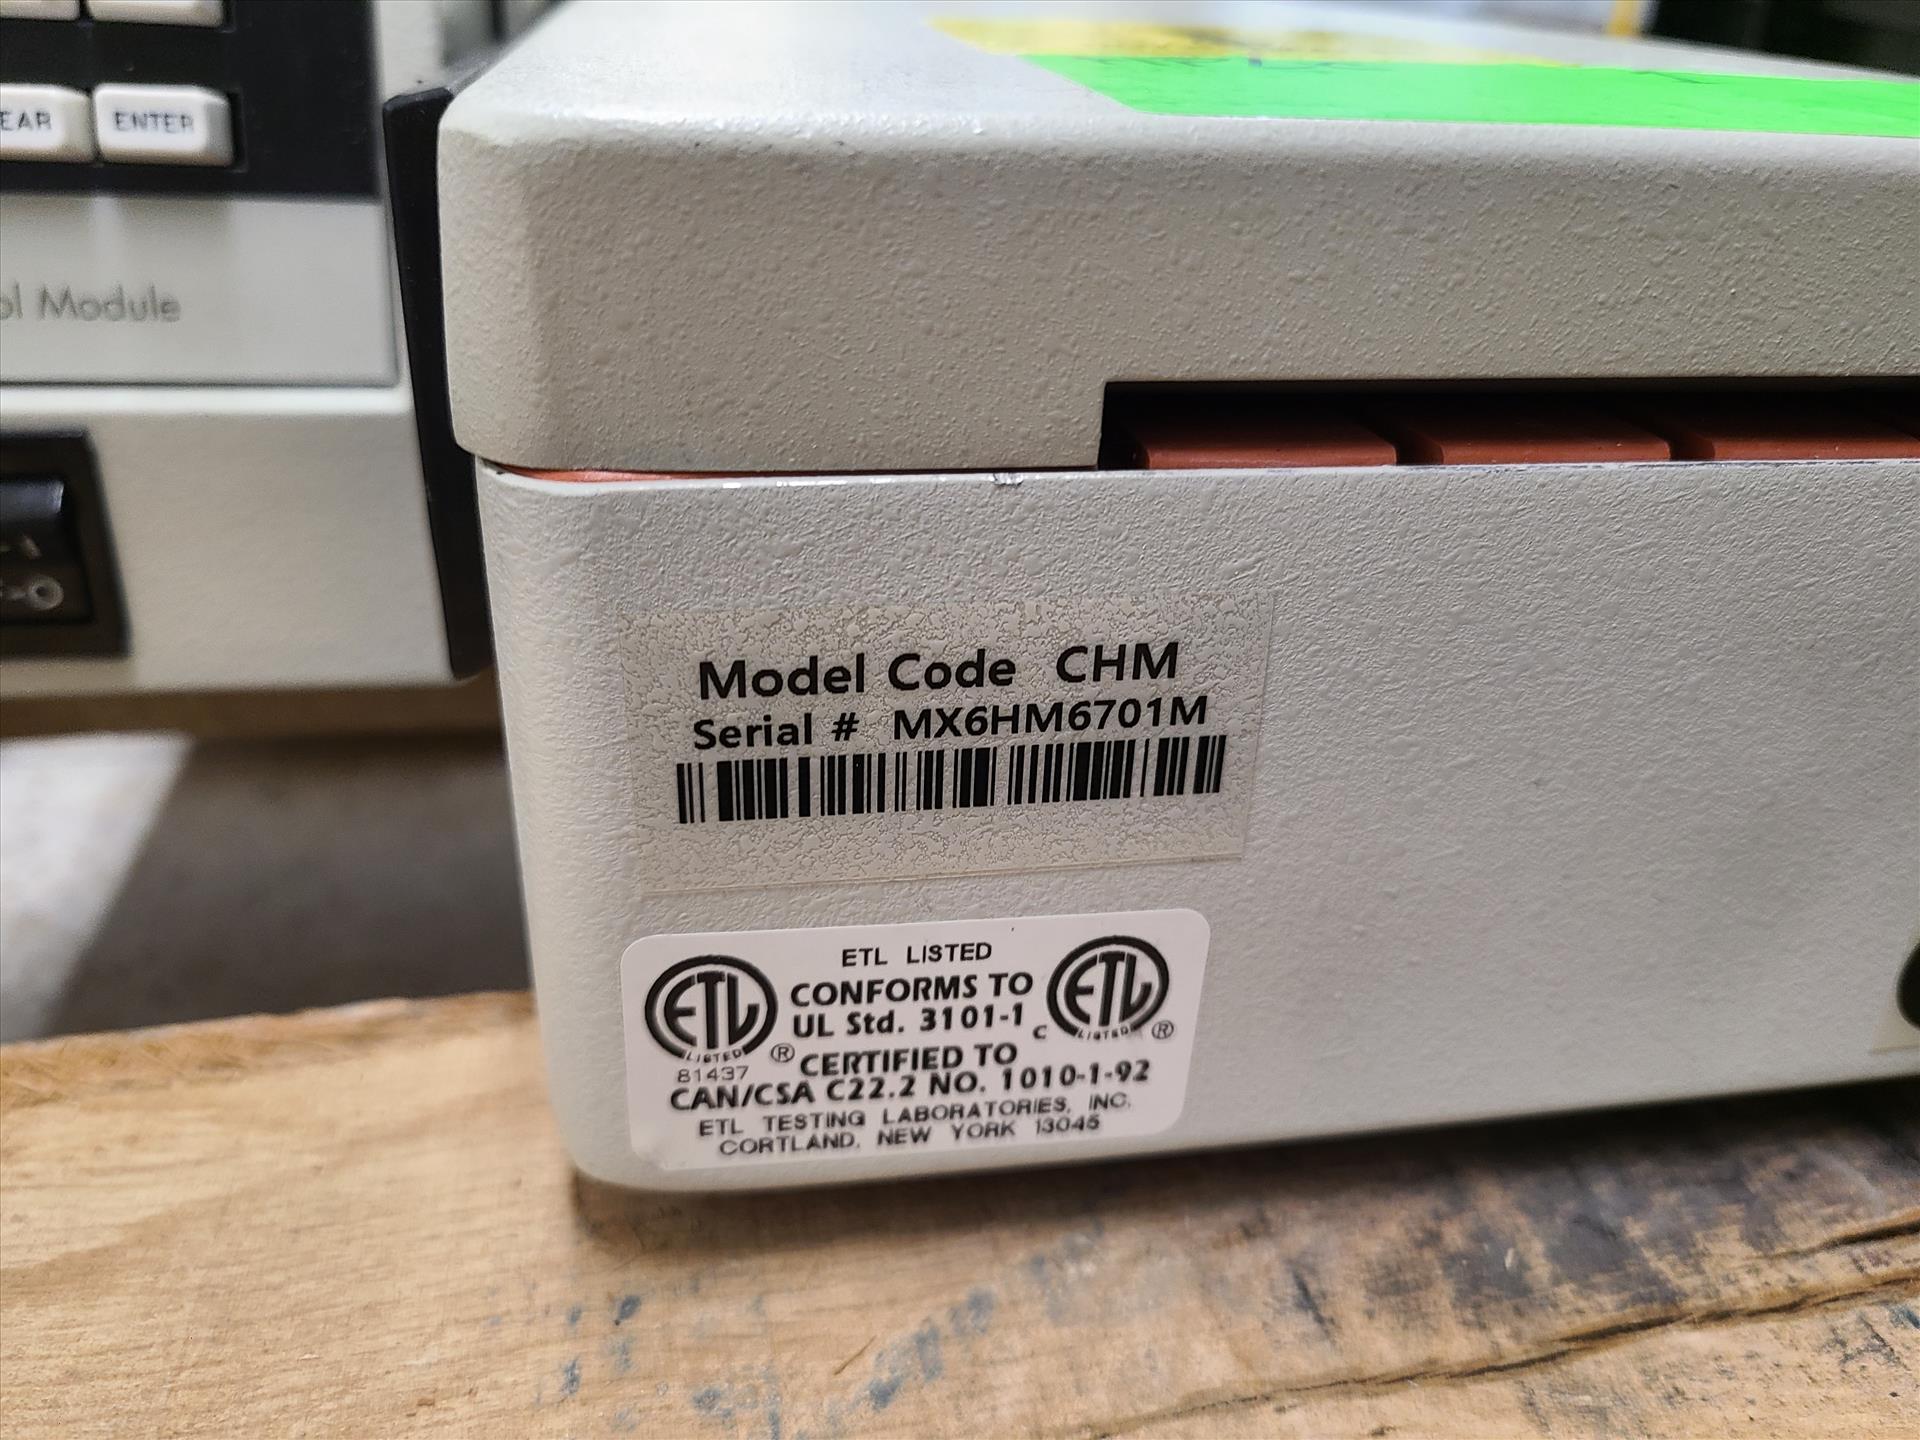 EAR
ENTER
ol Module
Model Code CHM
Serial # MX6HM6701M
ETL LISTED
CONFORMS TO
UL Std. 3101-1
ETL
LISTED
81437
®
C
ETL
LISTED
®
CERTIFIED TO
CAN/CSA C22.2 NO. 1010-1-92
ETL TESTING LABORATORIES, INC.
CORTLAND, NEW YORK 13045